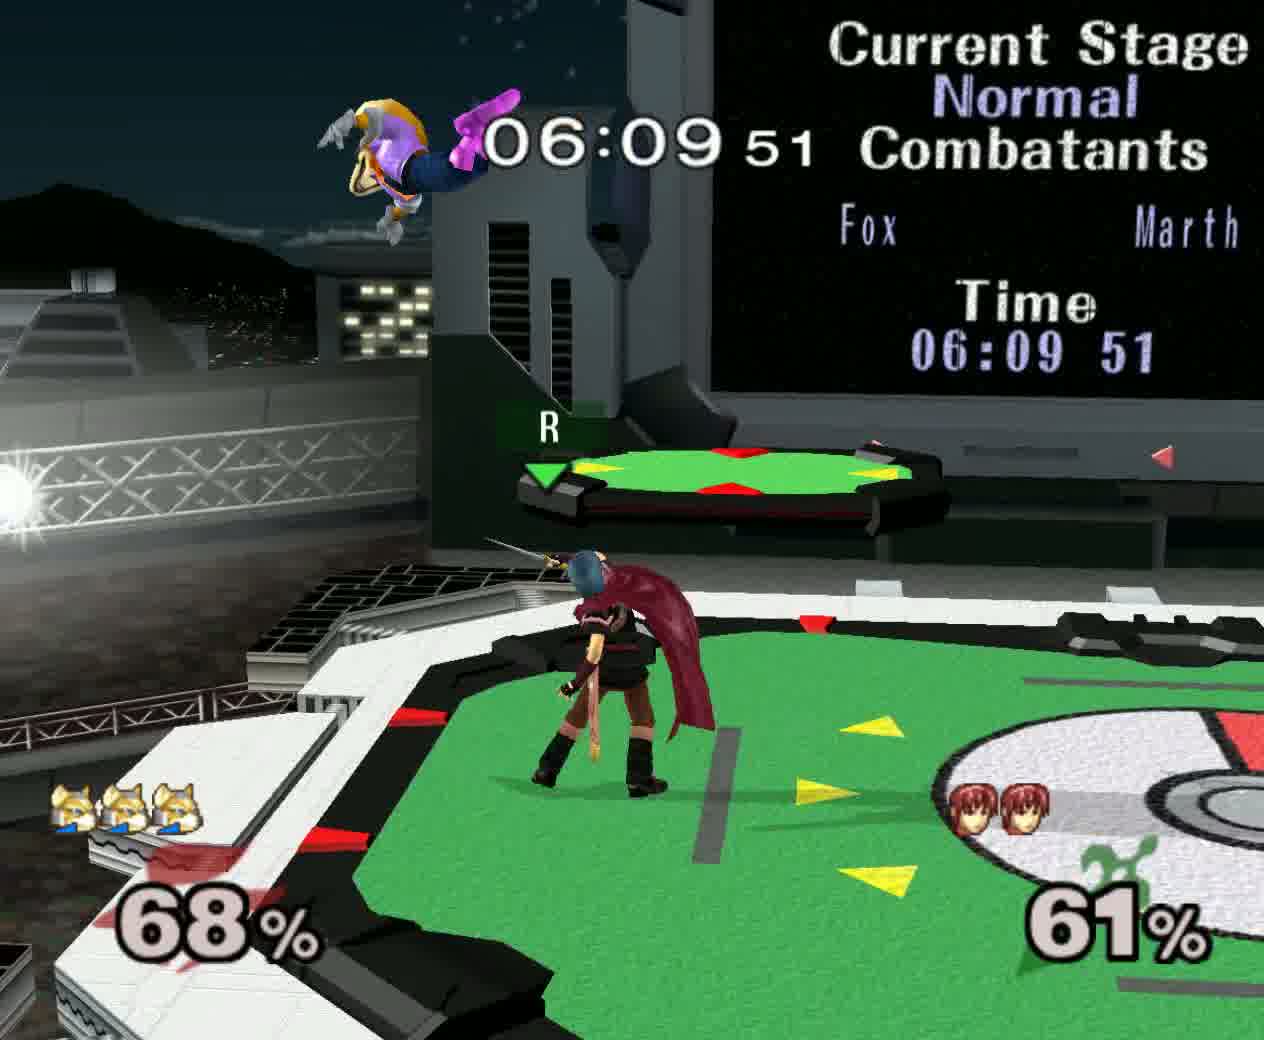 Current Stage
Normal
Combatants
Fox Marth
Time
06:09 51
06:09 51
R
68%
61%